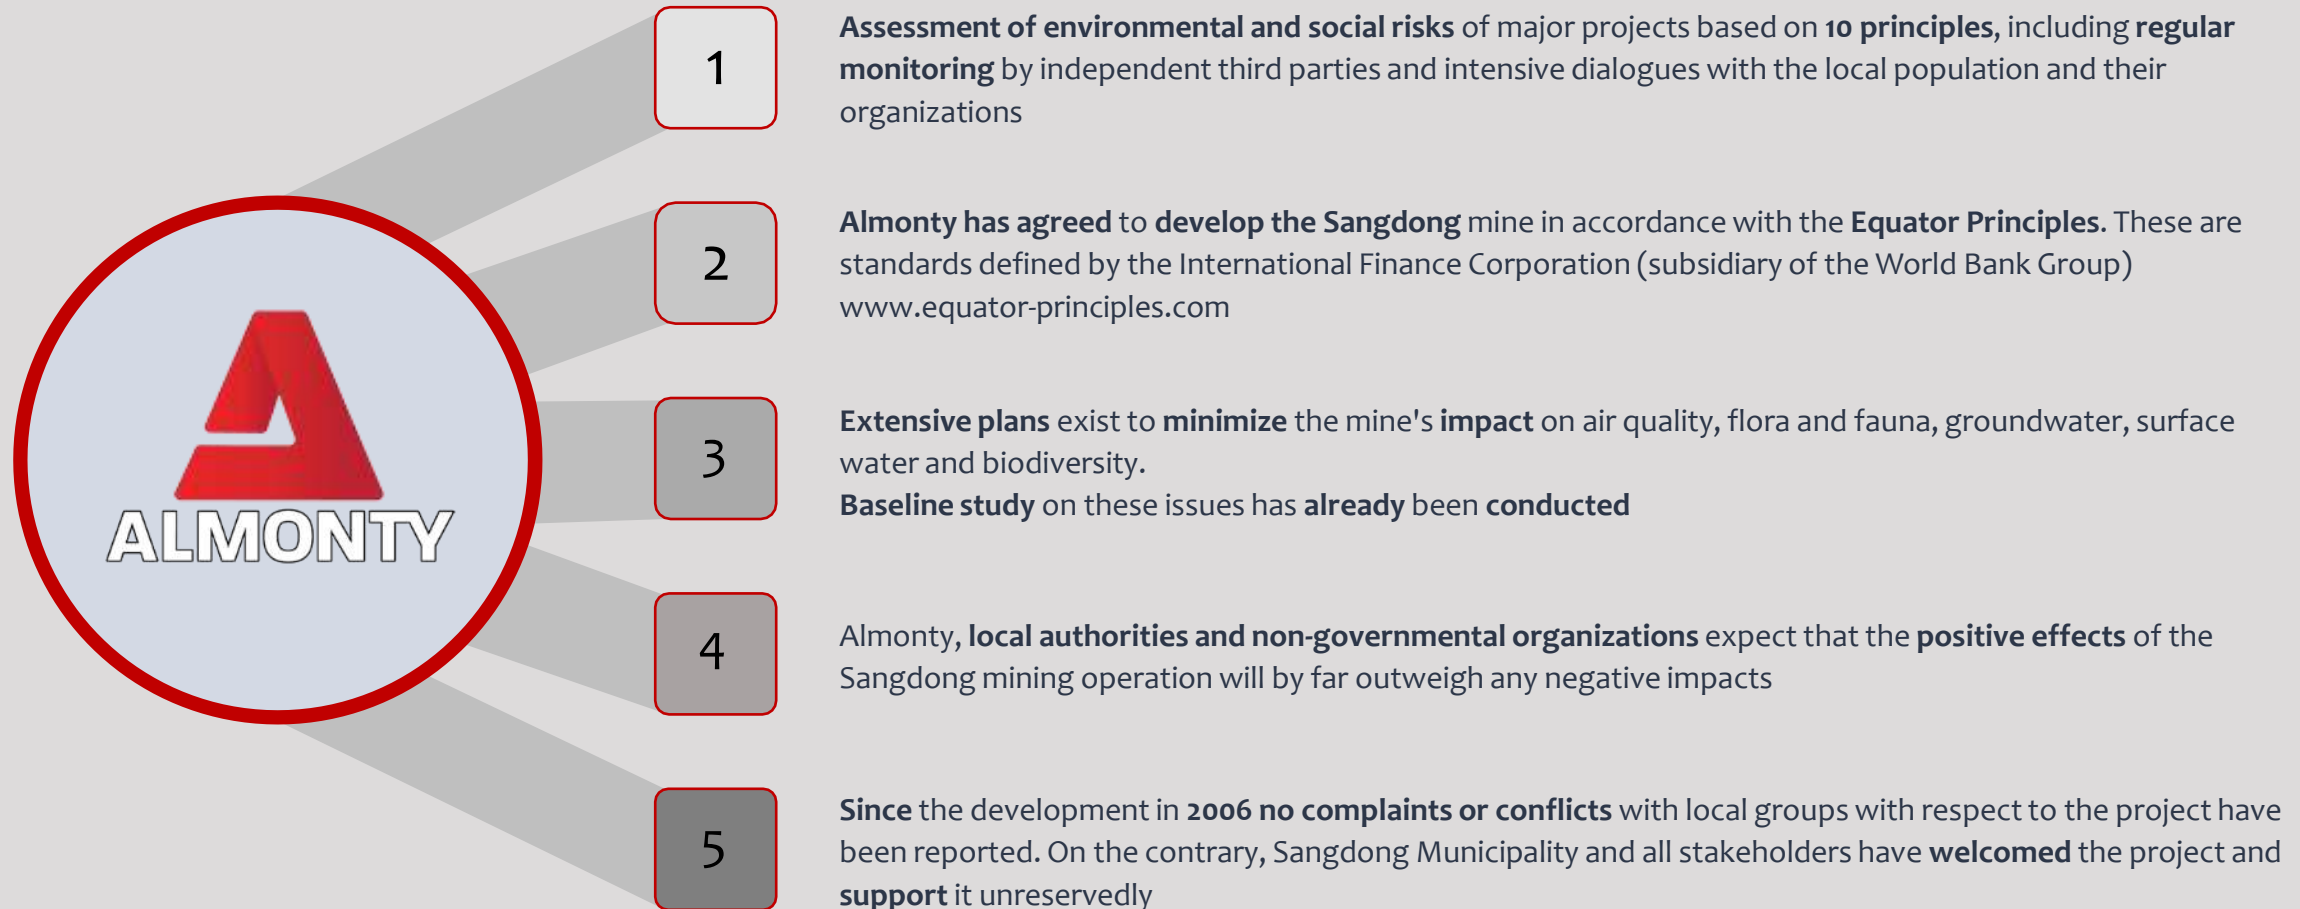 ALMONTY
1
Assessment of environmental and social risks of major projects based on 10 principles, including regular
monitoring by independent third parties and intensive dialogues with the local population and their
organizations
2
Almonty has agreed to develop the Sangdong mine in accordance with the Equator Principles. These are
standards defined by the International Finance Corporation (subsidiary of the World Bank Group)
www.equator-principles.com
3
Extensive plans exist to minimize the mine's impact on air quality, flora and fauna, groundwater, surface
water and biodiversity.
Baseline study on these issues has already been conducted
4
Almonty, local authorities and non-governmental organizations expect that the positive effects of the
Sangdong mining operation will by far outweigh any negative impacts
5
Since the development in 2006 no complaints or conflicts with local groups with respect to the project have
been reported. On the contrary, Sangdong Municipality and all stakeholders have welcomed the project and
support it unreservedly